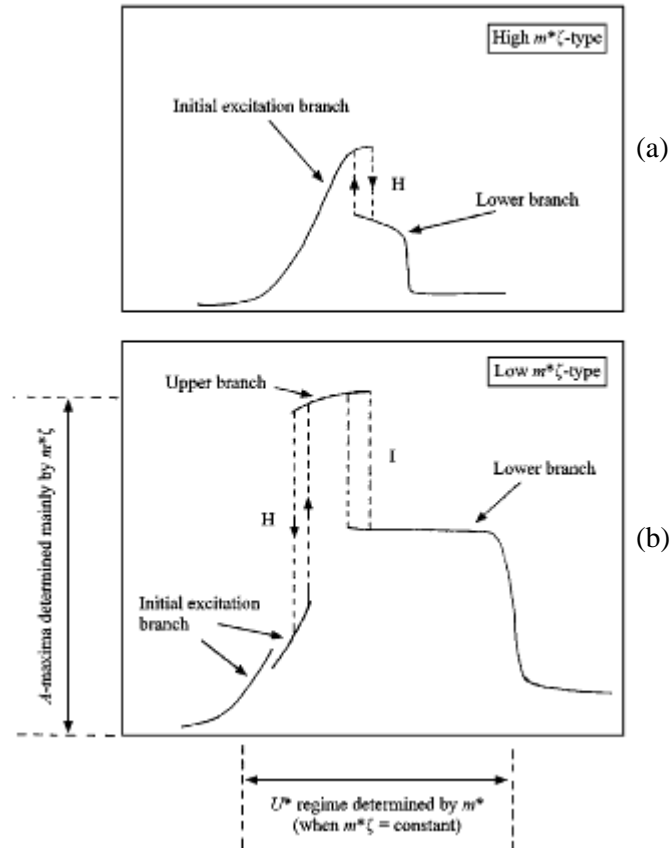 High m*ζ-type
Initial excitation branch
(a)
H
Lower branch
Low m*ζ-type
Upper branch
I
Lower branch
H
(b)
Initial excitation
branch
A-maxima determined mainly by m*ζ
U* regime determined by m*
(when m*ζ = constant)